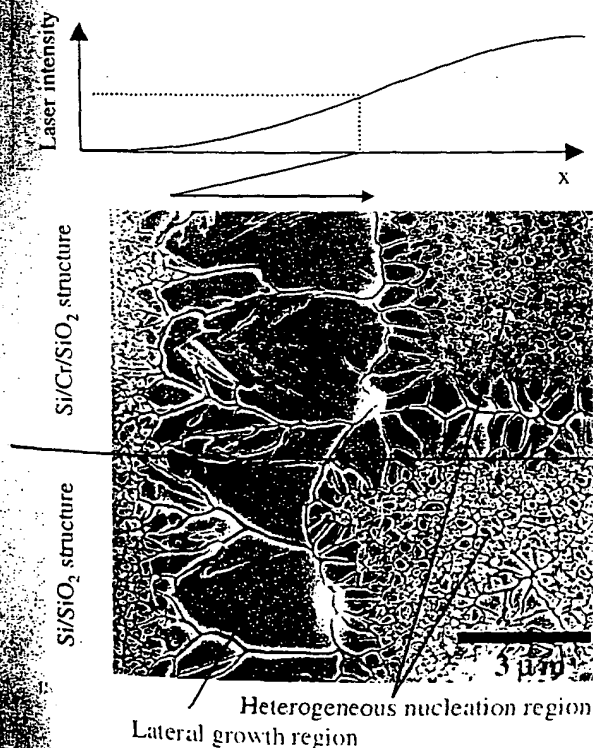 Laser intensity
x
Si/Cr/SiO₂ structure
Si/SiO₂ structure
3 μm
Heterogeneous nucleation region
Lateral growth region